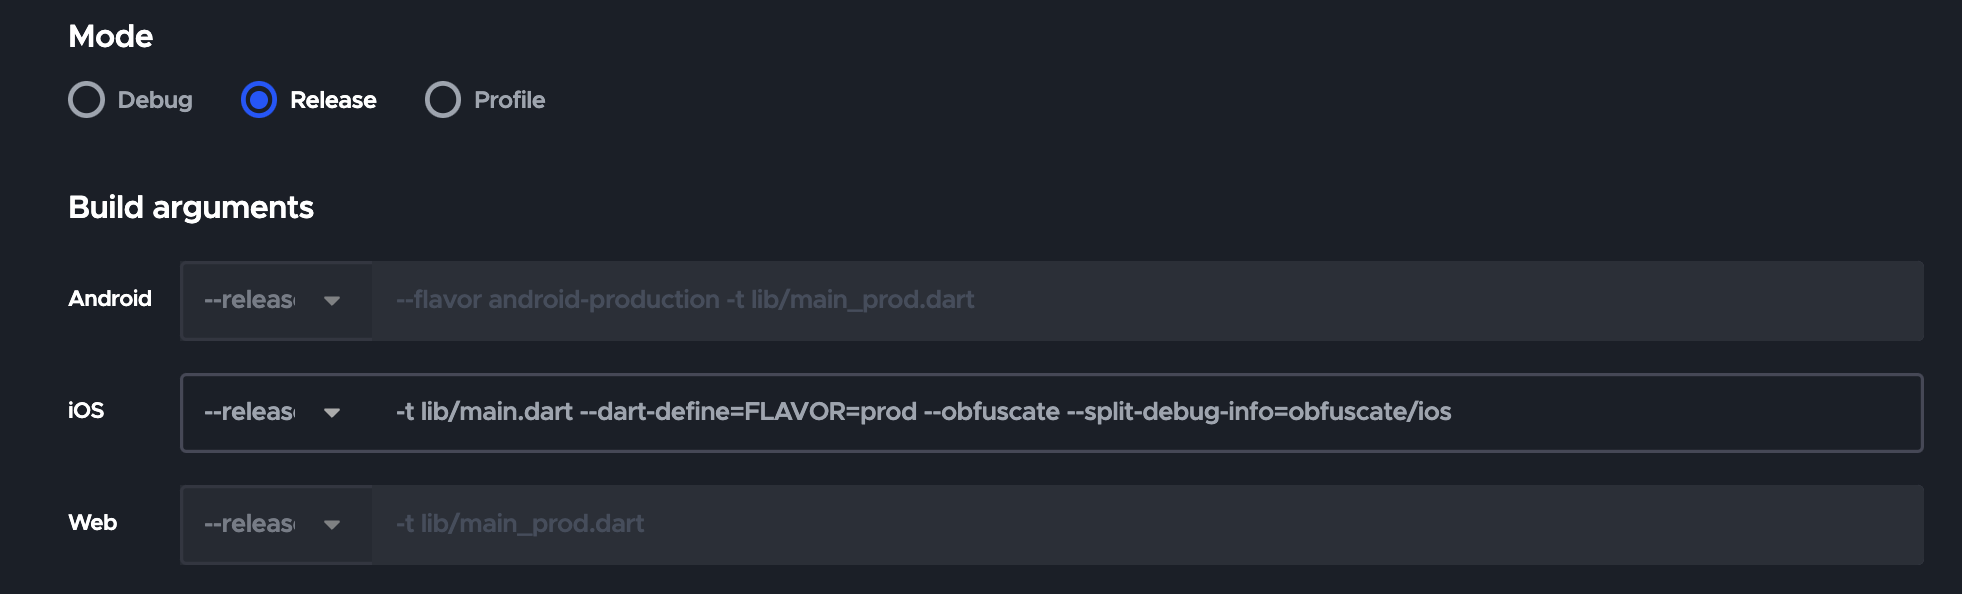 Mode
Debug Release Profile
Build arguments
Android --releas --flavor android-production -t lib/main_prod.dart
iOS --releas -t lib/main.dart --dart-define=FLAVOR=prod --obfuscate --split-debug-info=obfuscate/ios
Web --releas -t lib/main_prod.dart